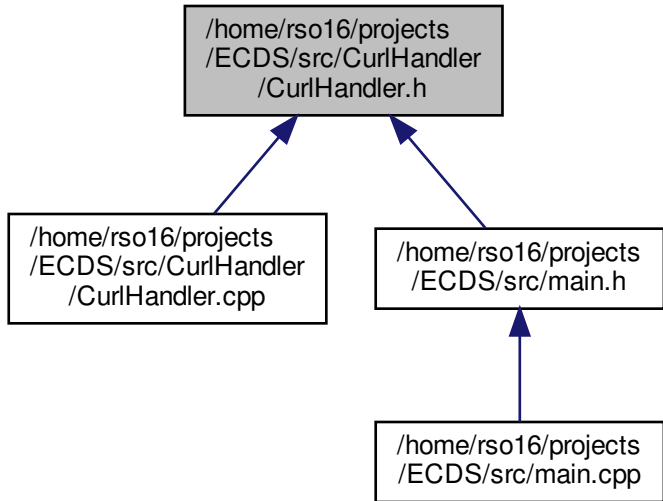 /home/rso16/projects
/ECDS/src/CurlHandler
/CurlHandler.h
/home/rso16/projects
/ECDS/src/CurlHandler
/CurlHandler.cpp
/home/rso16/projects
/ECDS/src/main.h
/home/rso16/projects
/ECDS/src/main.cpp